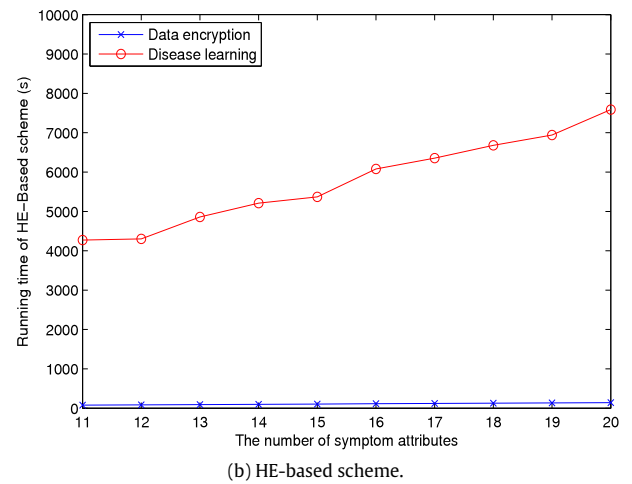 10000
9000
8000
7000
6000
5000
4000
3000
2000
1000
0
Running time of HE-Based scheme (s)
Data encryption
Disease learning
11 12 13 14 15 16 17 18 19 20
The number of symptom attributes
(b) HE-based scheme.